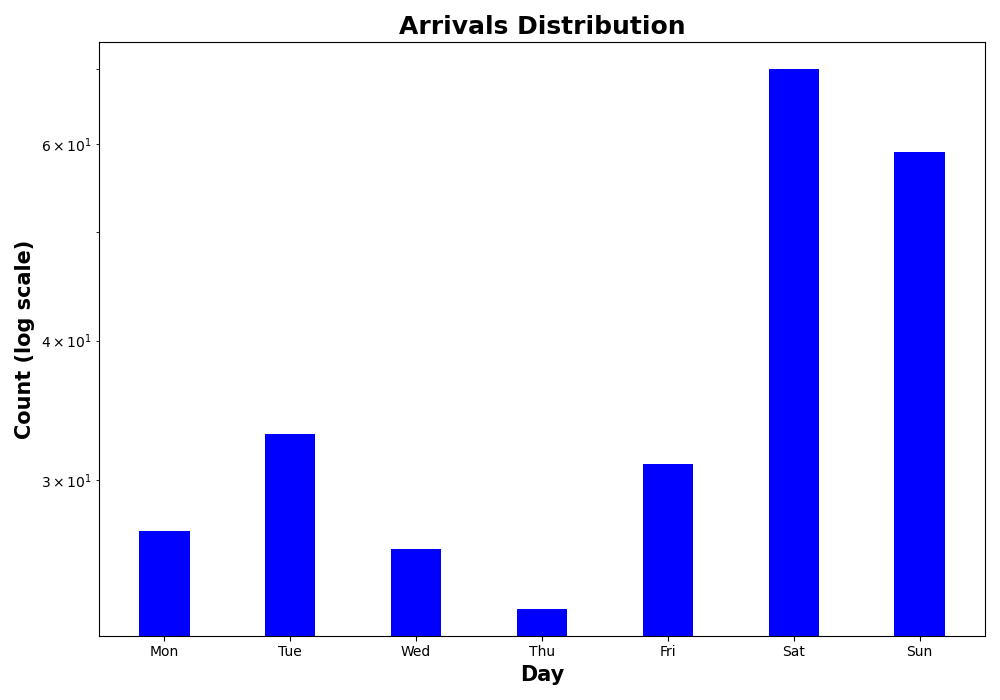 Arrivals Distribution
6 × 10¹
4 × 10¹
3 × 10¹
Count (log scale)
Mon Tue Wed Thu Fri Sat Sun
Day